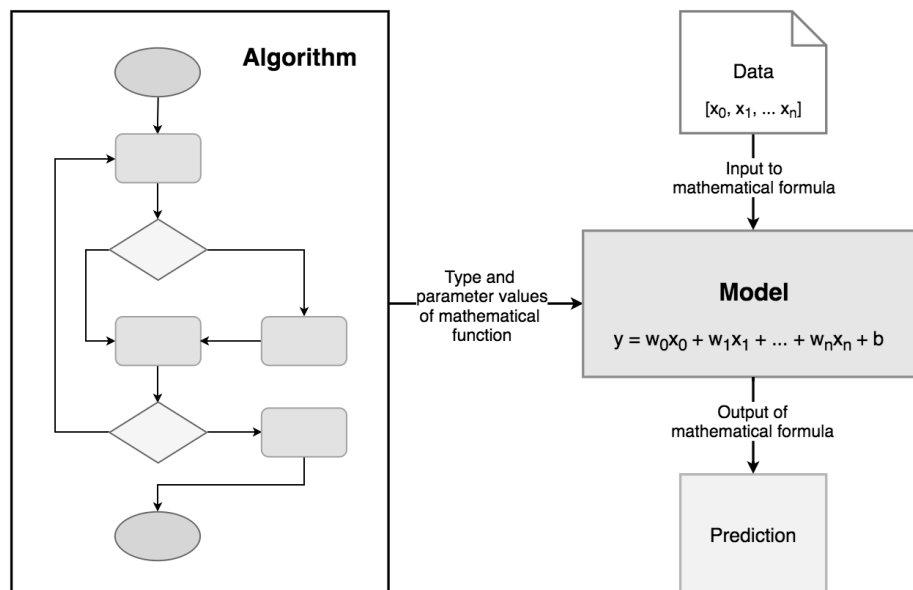 Algorithm
Data
[x₀, x₁, ... xₙ]
Input to
mathematical formula
Type and
parameter values
of mathematical
function
Model
y = w₀x₀ + w₁x₁ + ... + wₙxₙ + b
Output of
mathematical formula
Prediction